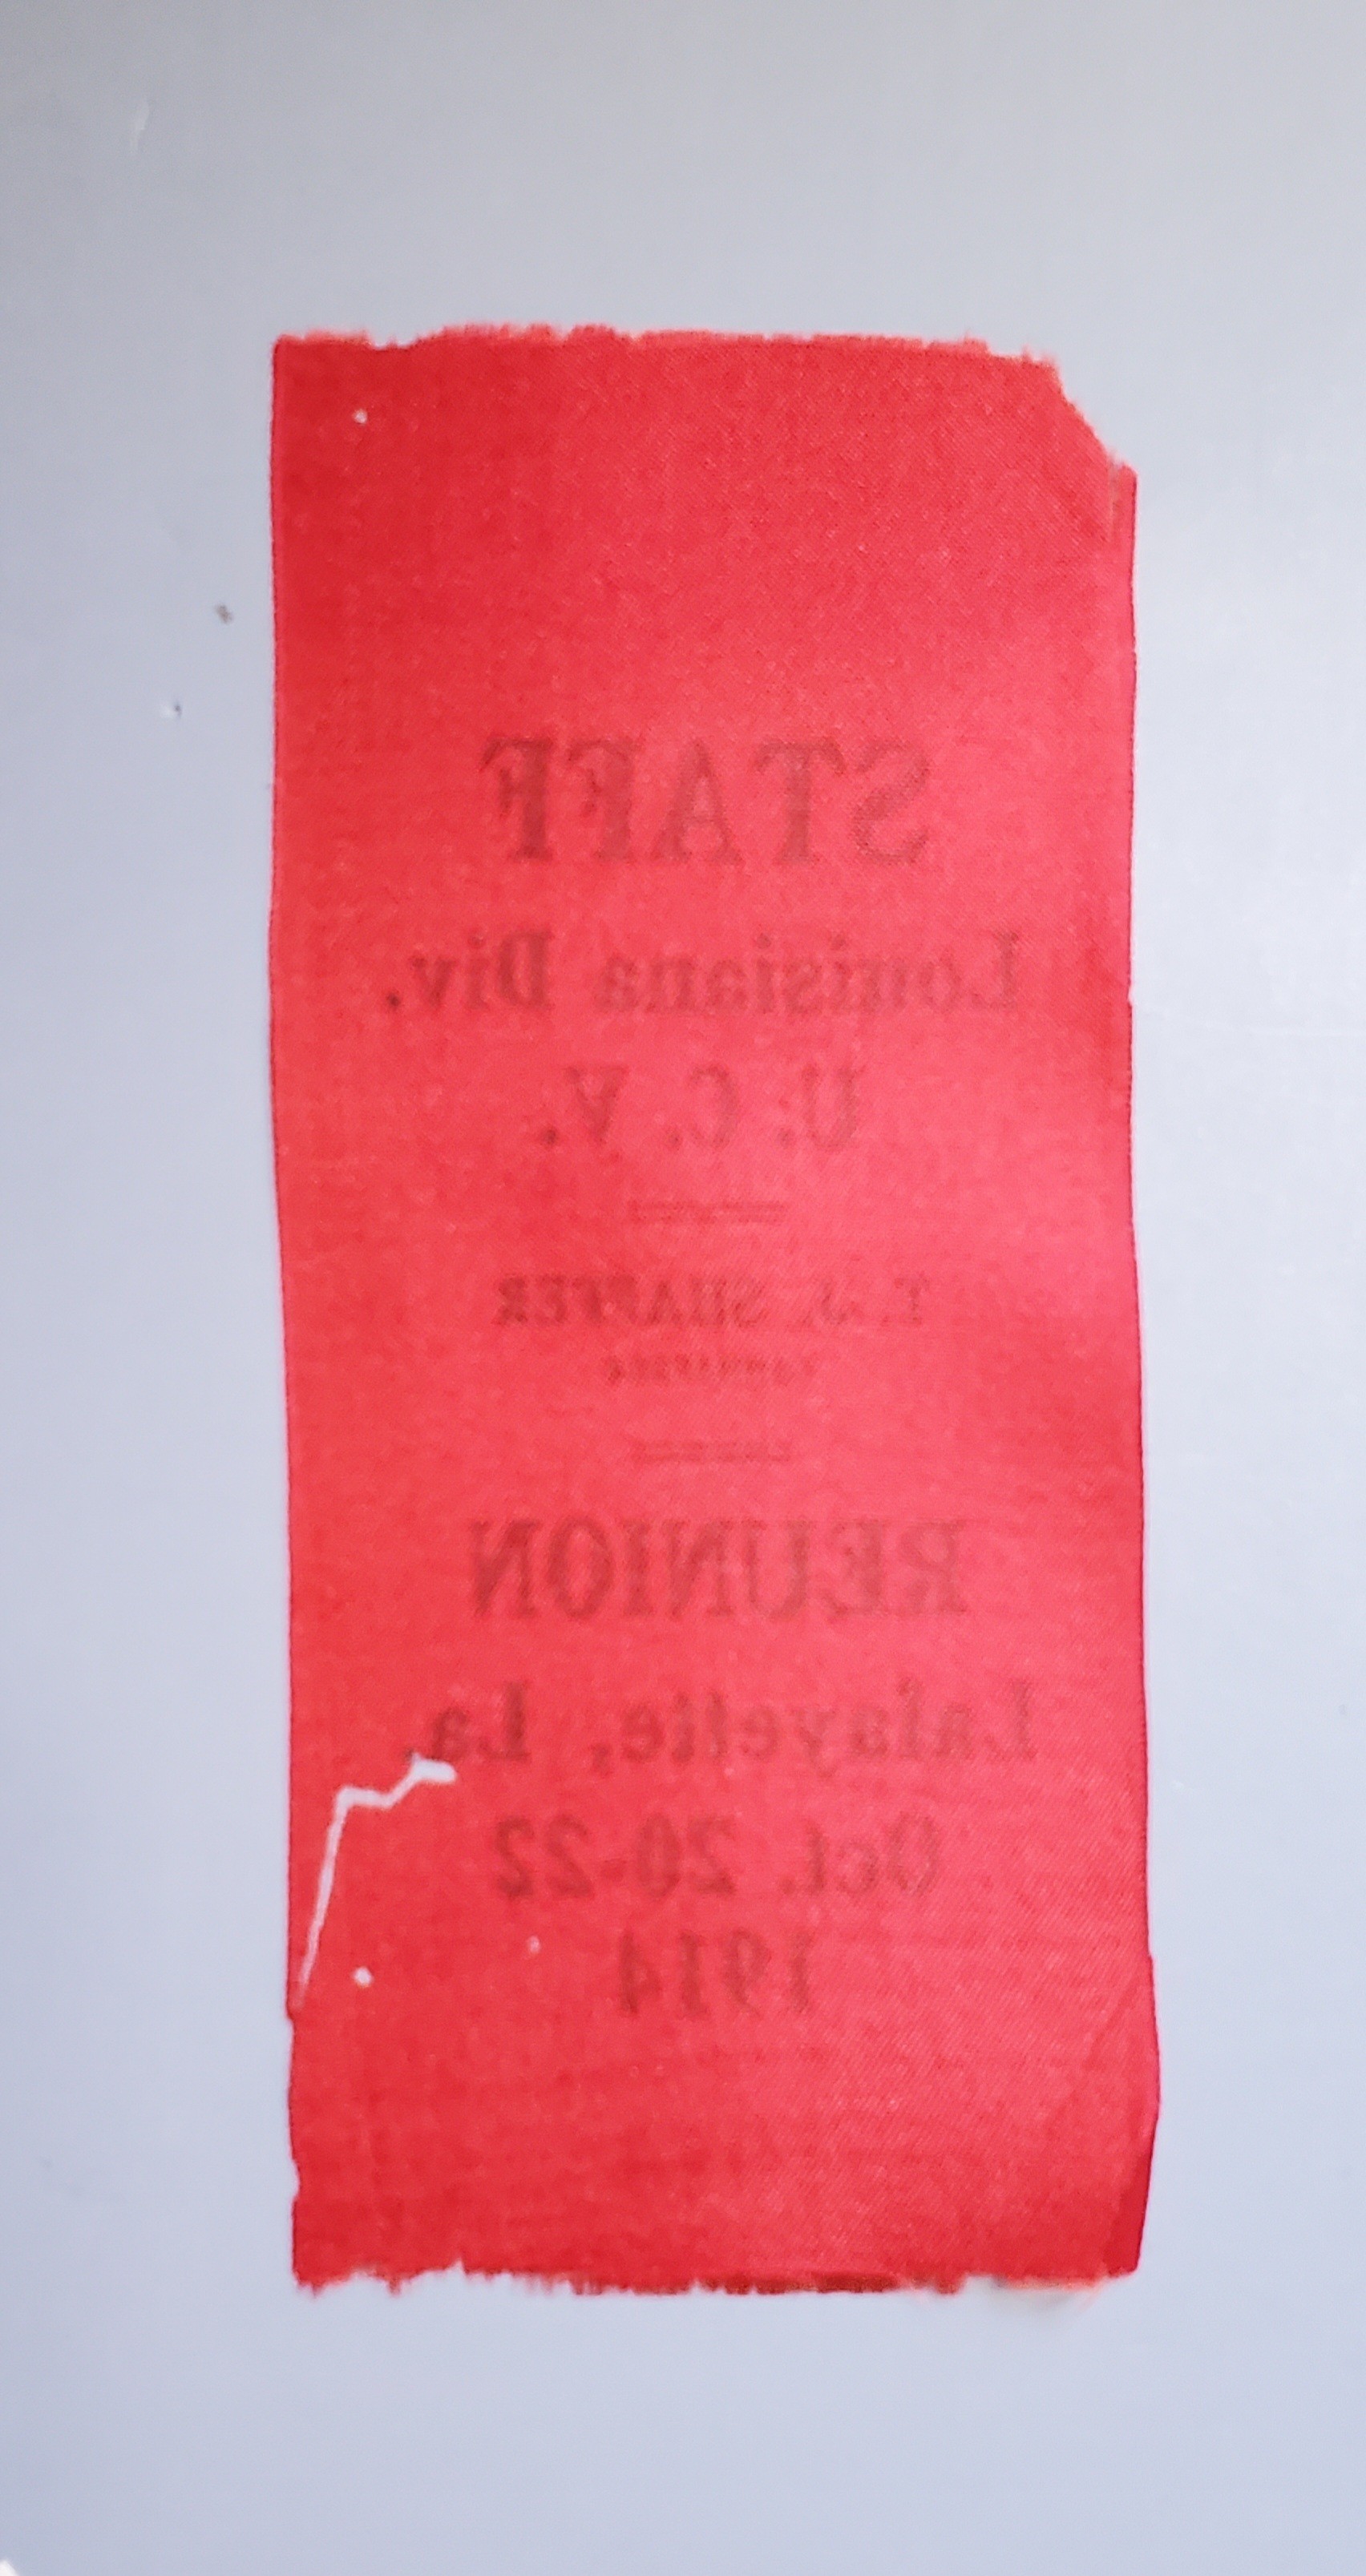 STAFF
Louisiana Div.
U. C. V.
T. J. SHAFFER
REUNION
Lafayette, La.
Oct. 20-22
1914